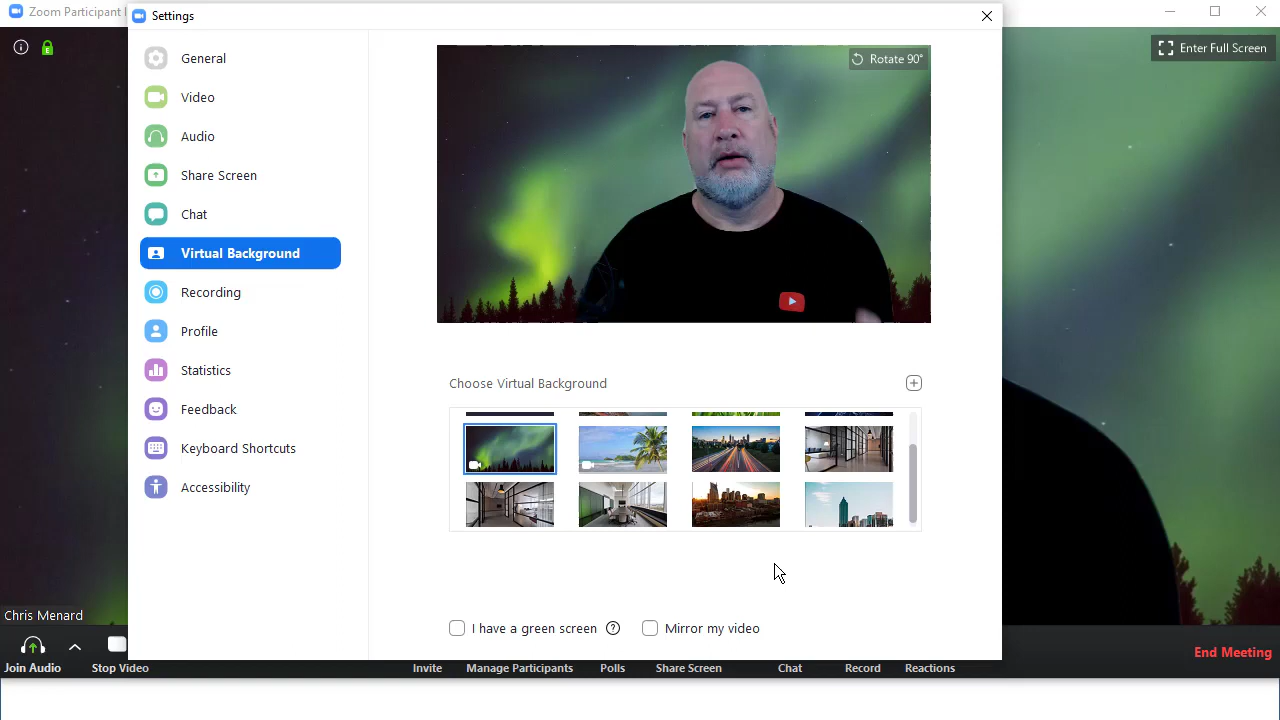 Zoom Participant
Settings
Enter Full Screen
General
Video
Audio
Share Screen
Chat
Virtual Background
Recording
Profile
Statistics
Feedback
Keyboard Shortcuts
Accessibility
Rotate 90°
Choose Virtual Background
I have a green screen
Mirror my video
Chris Menard
Join Audio
Stop Video
Invite
Manage Participants
Polls
Share Screen
Chat
Record
Reactions
End Meeting